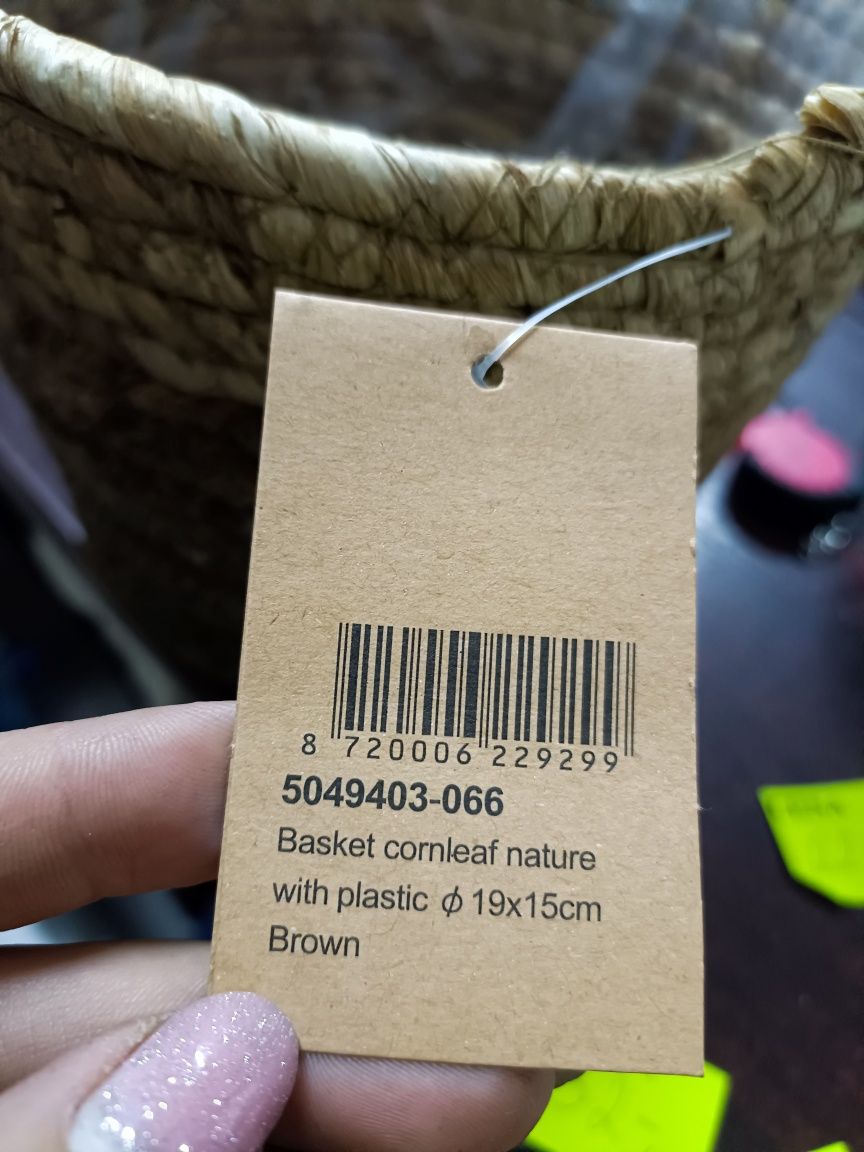 8 720006 229299
5049403-066
Basket cornleaf nature
with plastic ϕ 19x15cm
Brown